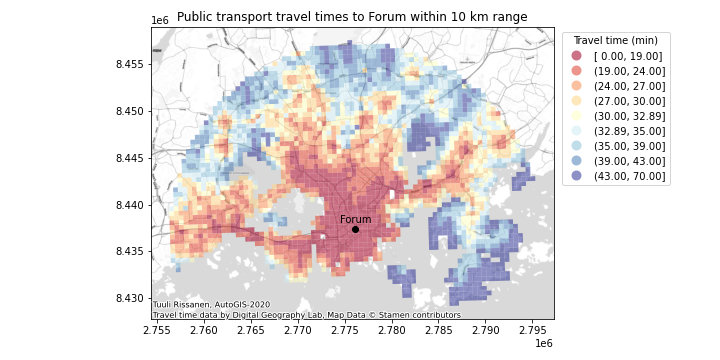 Public transport travel times to Forum within 10 km range
1e6
8.455
8.450
8.445
8.440
8.435
8.430
2.755 2.760 2.765 2.770 2.775 2.780 2.785 2.790 2.795
1e6
Forum
Tuuli Rissanen, AutoGIS-2020
Travel time data by Digital Geography Lab, Map Data © Stamen contributors
Travel time (min)
[ 0.00, 19.00]
(19.00, 24.00]
(24.00, 27.00]
(27.00, 30.00]
(30.00, 32.89]
(32.89, 35.00]
(35.00, 39.00]
(39.00, 43.00]
(43.00, 70.00]